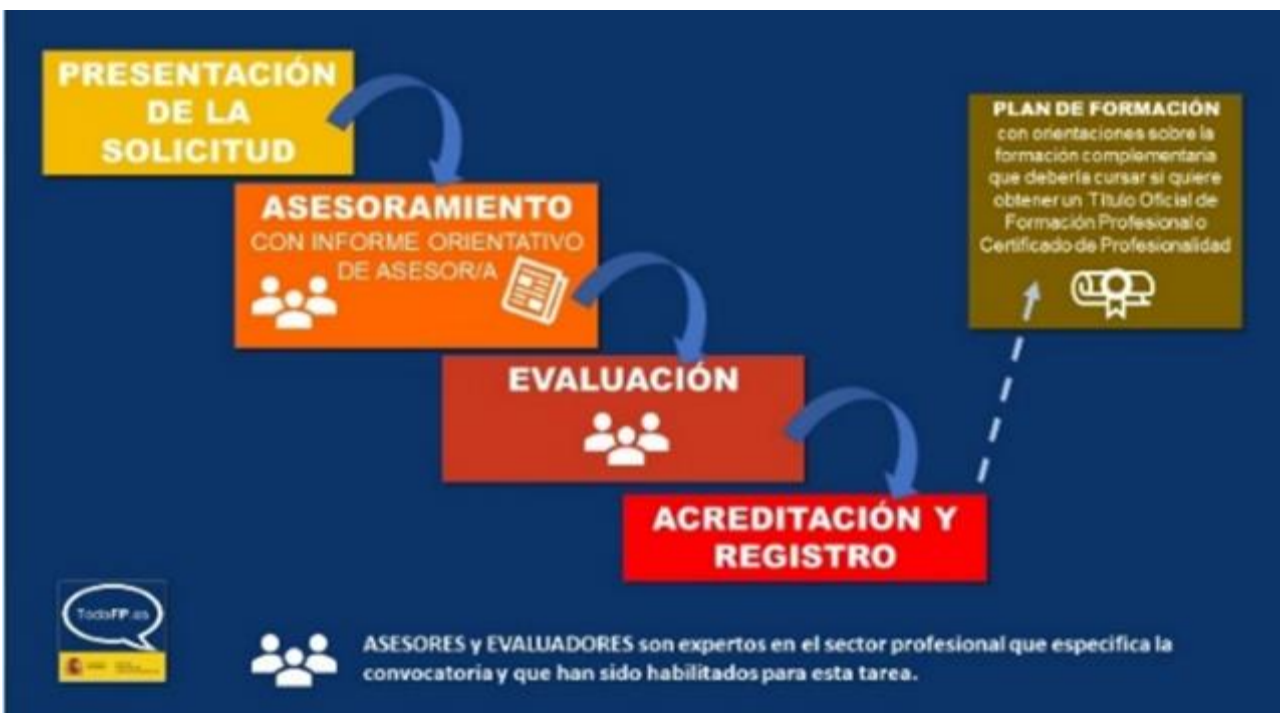 PRESENTACIÓN
DE LA
SOLICITUD
ASESORAMIENTO
CON INFORME ORIENTATIVO
DE ASESOR/A
EVALUACIÓN
ACREDITACIÓN Y
REGISTRO
PLAN DE FORMACIÓN
con orientaciones sobre la
formación complementaria
que debería cursar si quiere
obtener un Título Oficial de
Formación Profesional o
Certificado de Profesionalidad
TodoFP.es
ASESORES y EVALUADORES son expertos en el sector profesional que especifica la
convocatoria y que han sido habilitados para esta tarea.